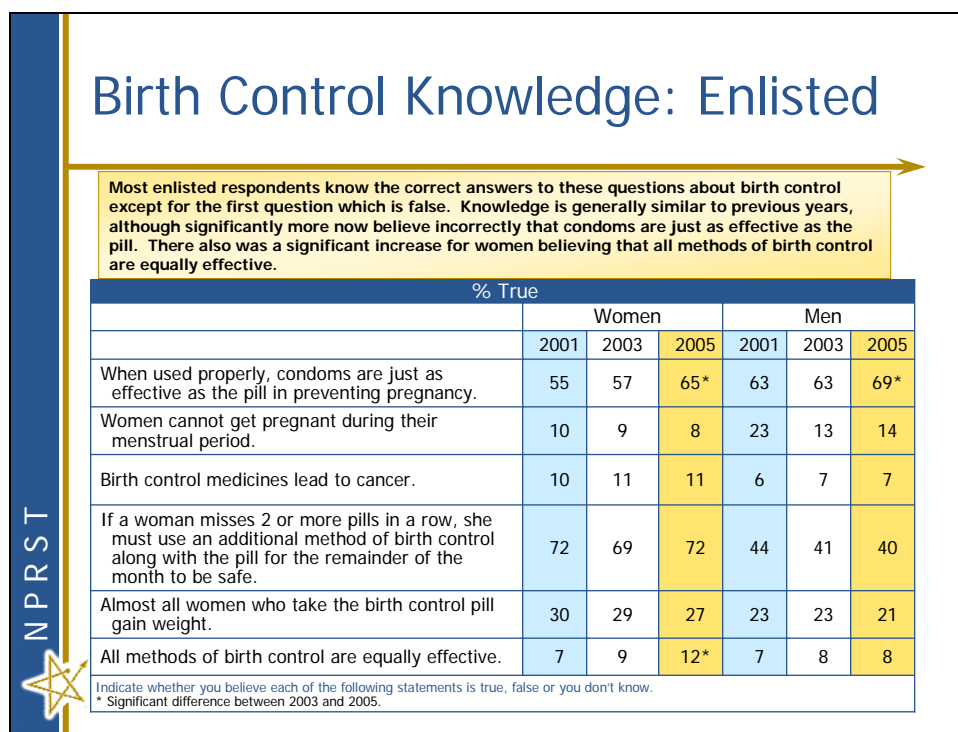 Birth Control Knowledge: Enlisted
Most enlisted respondents know the correct answers to these questions about birth control
except for the first question which is false. Knowledge is generally similar to previous years,
although significantly more now believe incorrectly that condoms are just as effective as the
pill. There also was a significant increase for women believing that all methods of birth control
are equally effective.
% True
Women Men
2001 2003 2005 2001 2003 2005
When used properly, condoms are just as
effective as the pill in preventing pregnancy.
55 57 65* 63 63 69*
Women cannot get pregnant during their
menstrual period.
10 9 8 23 13 14
Birth control medicines lead to cancer. 10 11 11 6 7 7
If a woman misses 2 or more pills in a row, she
must use an additional method of birth control
along with the pill for the remainder of the
month to be safe.
72 69 72 44 41 40
Almost all women who take the birth control pill
gain weight.
30 29 27 23 23 21
All methods of birth control are equally effective. 7 9 12* 7 8 8
Indicate whether you believe each of the following statements is true, false or you don't know.
* Significant difference between 2003 and 2005.
NPRST